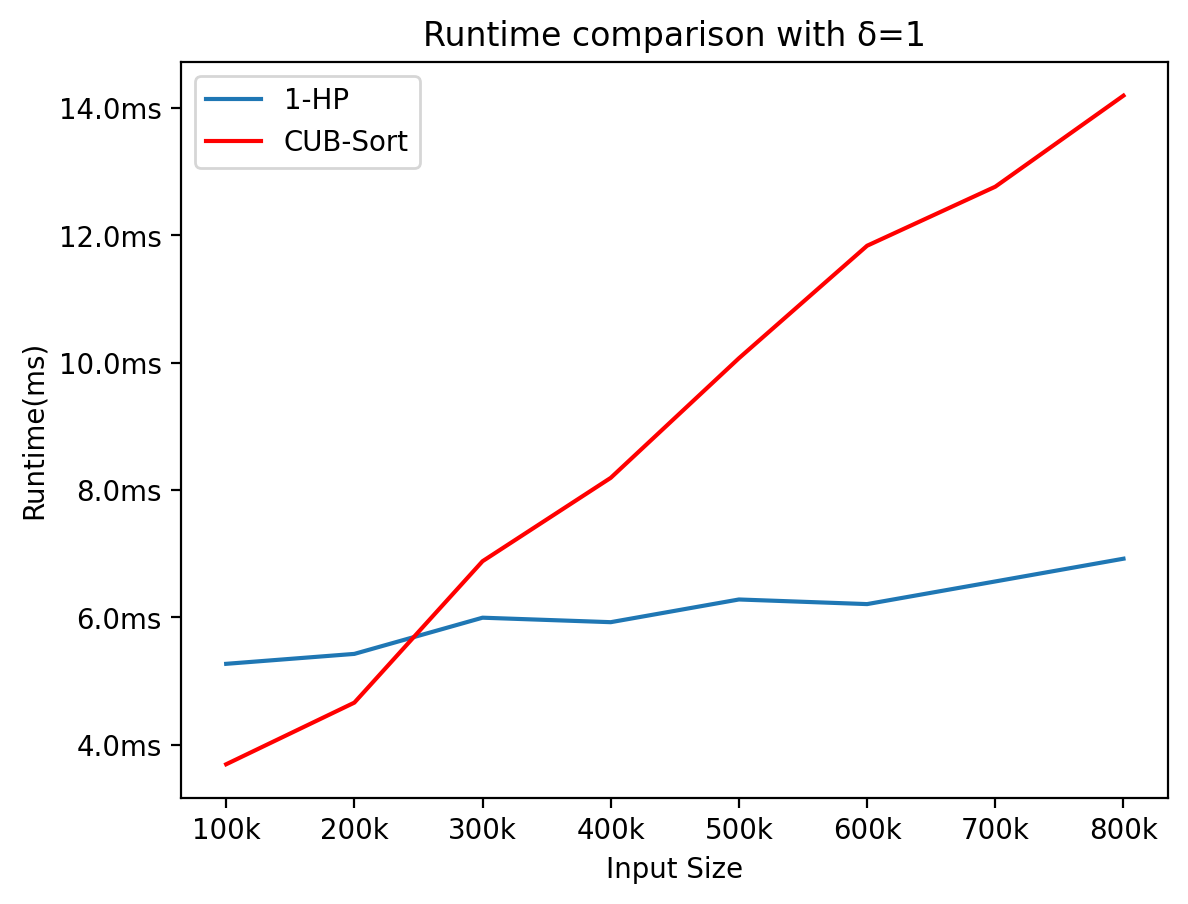 Runtime comparison with δ=1
1-HP
CUB-Sort
14.0ms
12.0ms
10.0ms
8.0ms
6.0ms
4.0ms
Runtime(ms)
100k 200k 300k 400k 500k 600k 700k 800k
Input Size